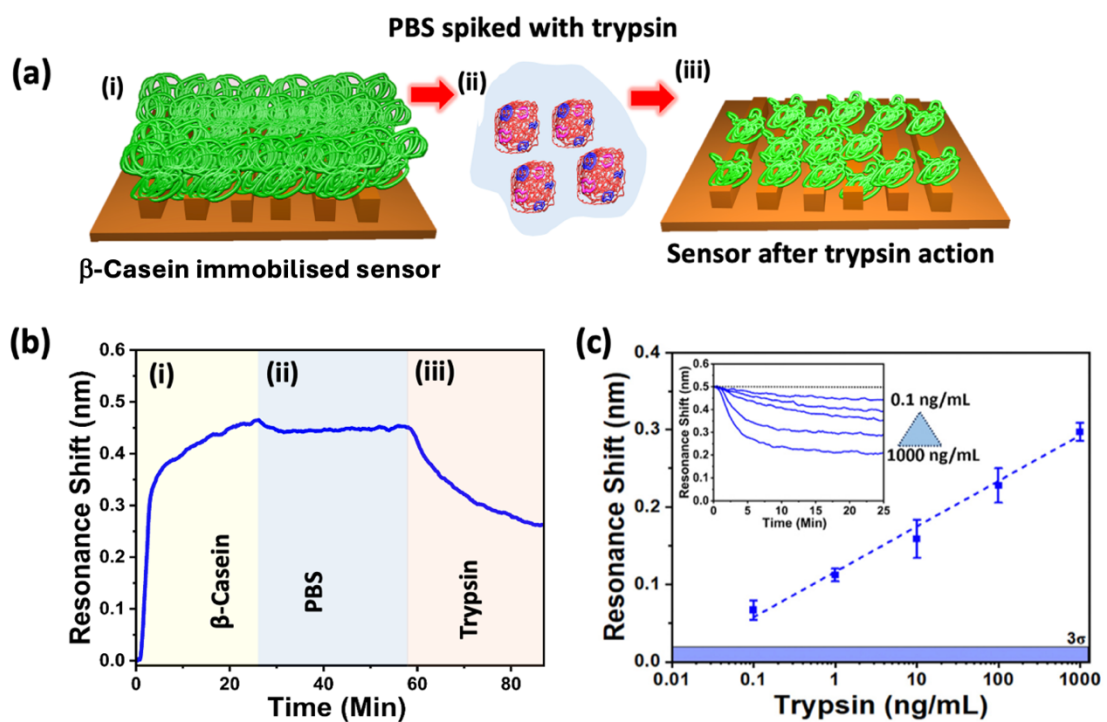 PBS spiked with trypsin
(a)
(i)
(ii)
(iii)
β-Casein immobilised sensor
Sensor after trypsin action
(b)
Resonance Shift (nm)
0.6
0.5
0.4
0.3
0.2
0.1
0.0
(i)
(ii)
(iii)
β-Casein
PBS
Trypsin
0
20
40
60
80
Time (Min)
(c)
Resonance Shift (nm)
0.4
0.3
0.2
0.1
0.0
Resonance Shift (nm)
0.6
0.5
0.4
0.3
0.2
0.1
0.0
0
5
10
15
20
25
Time (Min)
0.1 ng/mL
1000 ng/mL
3σ
0.01
0.1
1
10
100
1000
Trypsin (ng/mL)